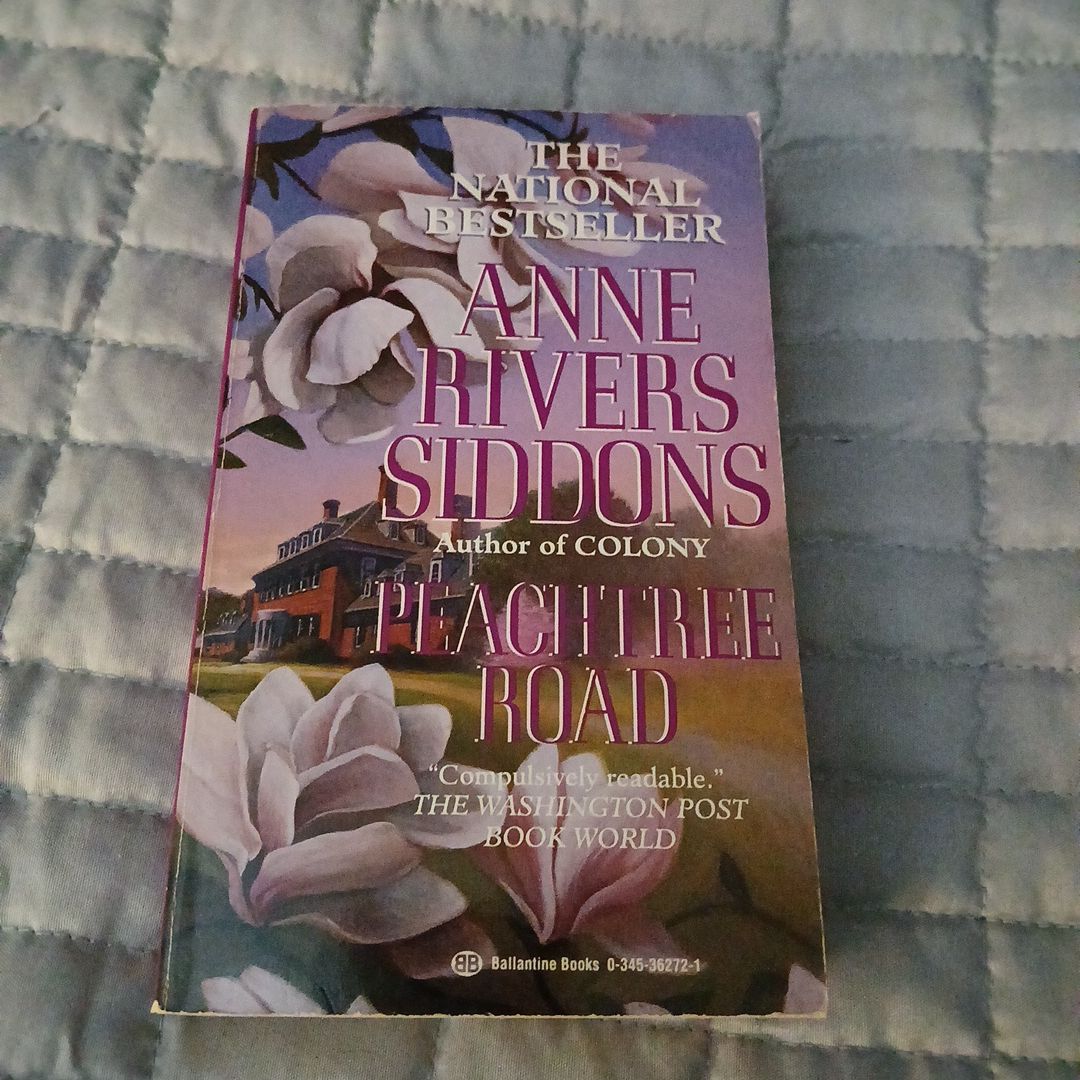 THE
NATIONAL
BESTSELLER
ANNE
RIVERS
SIDDONS
Author of COLONY
PEACHTREE
ROAD
“Compulsively readable.”
THE WASHINGTON POST
BOOK WORLD
BB Ballantine Books 0-345-36272-1